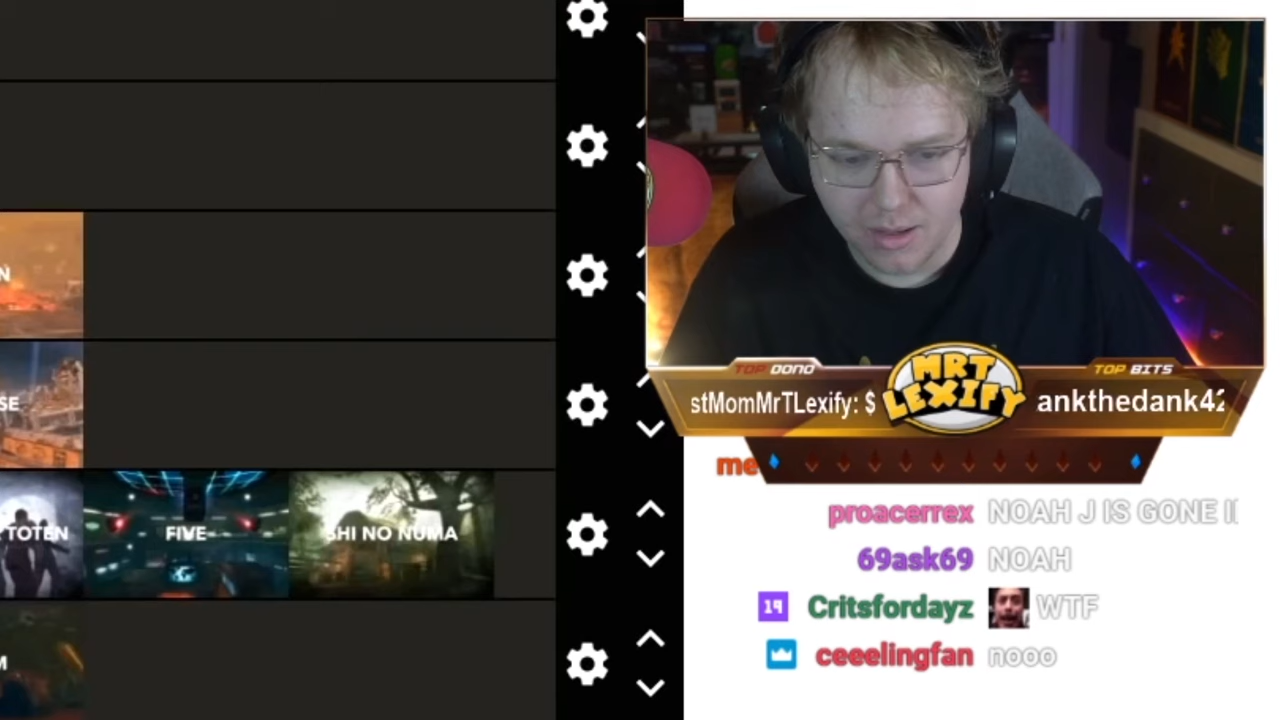 N
SE
TOTEN
FIVE
SHI NO NUMA
M
TOP DONO
MRT
LEXIFY
TOP BITS
stMomMrTLexify: $
ankthedank42
me
proacerrex NOAH J IS GONE I
69ask69 NOAH
19 Critsfordayz WTF
ceeelingfan nooo